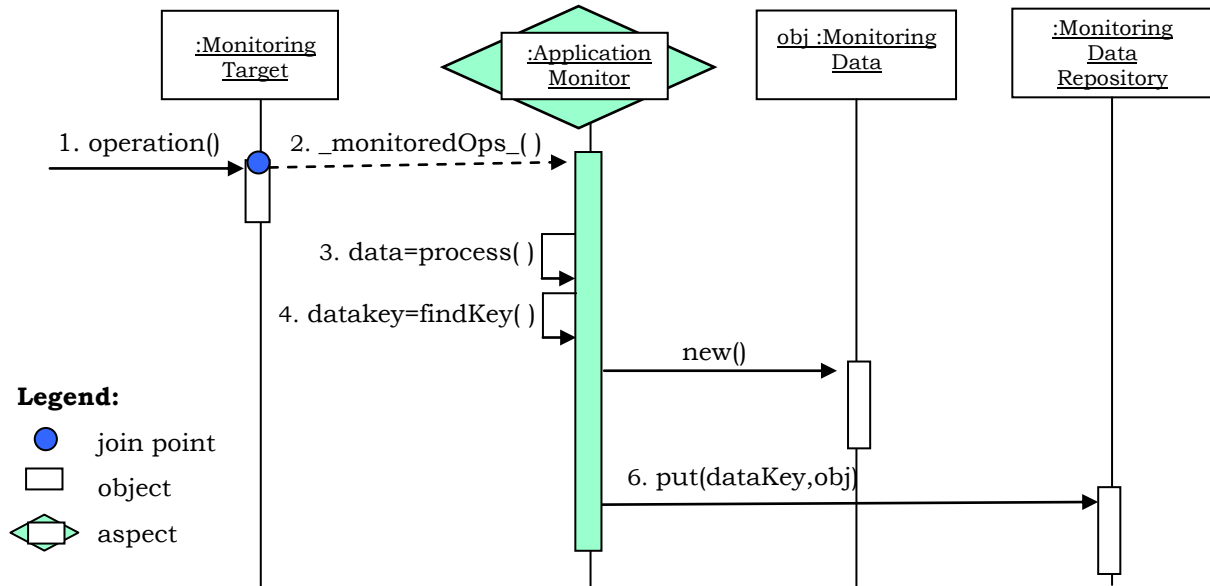 :Monitoring
Target
:Application
Monitor
obj :Monitoring
Data
:Monitoring
Data
Repository
1. operation()
2. _monitoredOps_( )
3. data=process( )
4. datakey=findKey( )
new()
6. put(dataKey,obj)
Legend:
join point
object
aspect